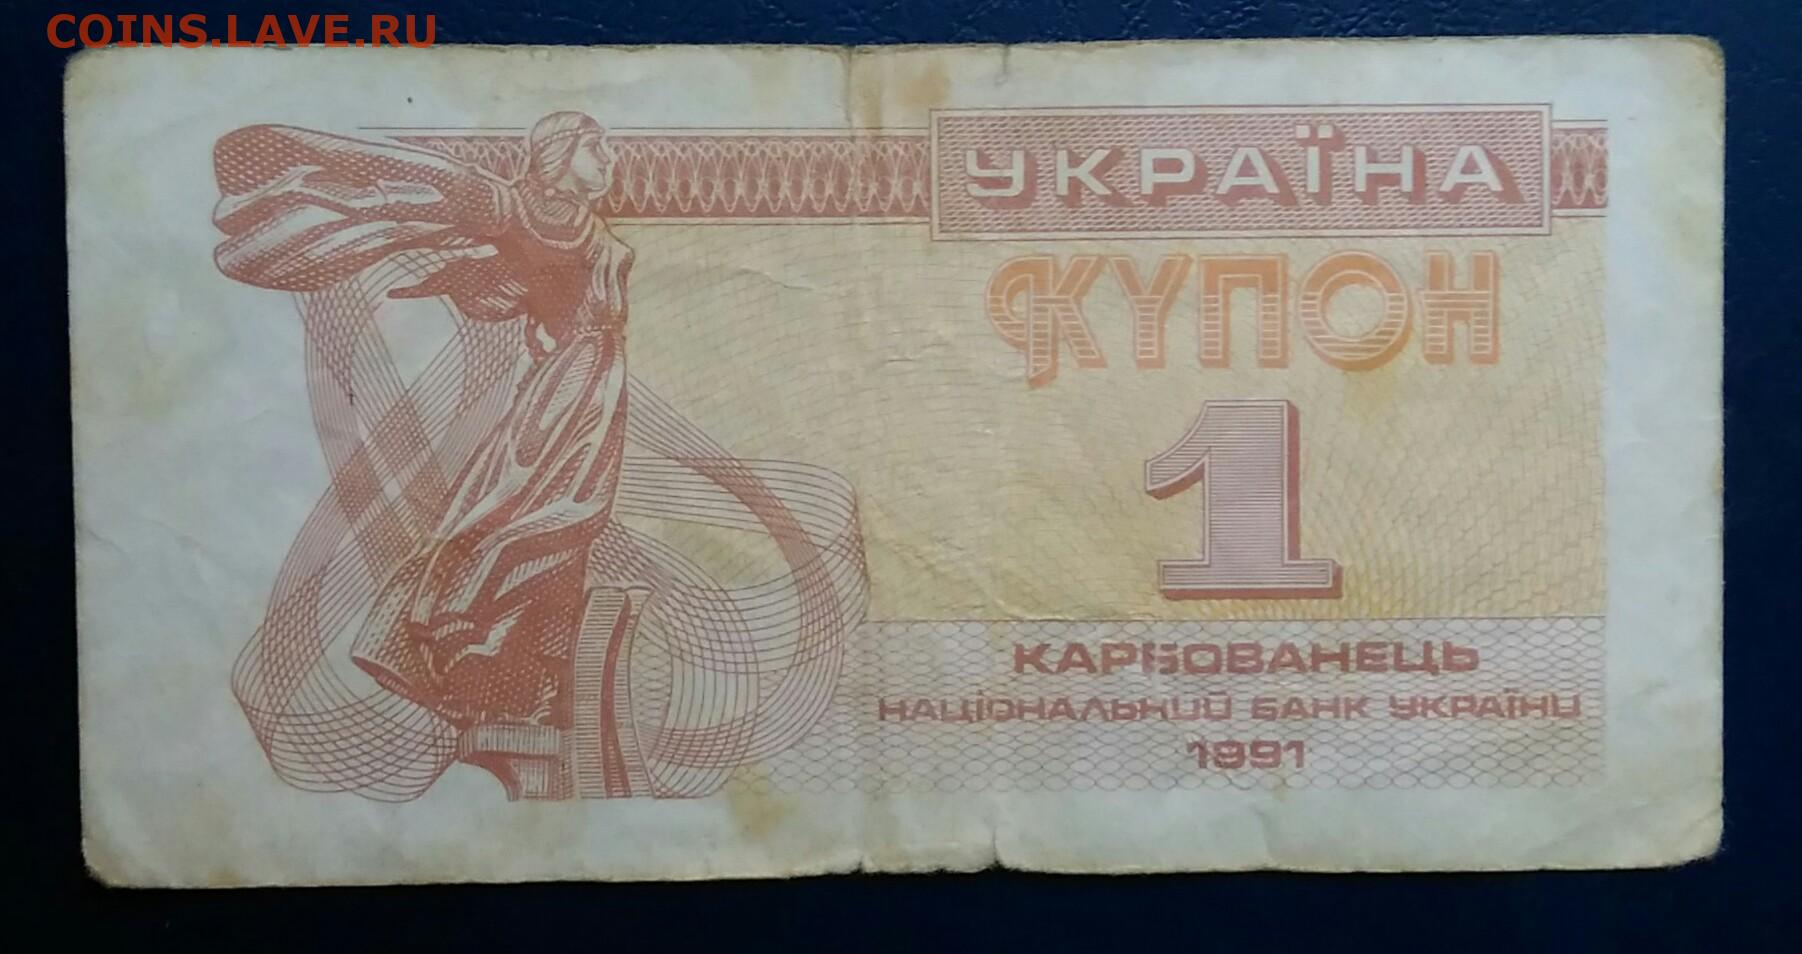 COINS.LAVE.RU
УКРАЇНА
КУПОН
1
КАРБОВАНЕЦЬ
НАЦІОНАЛЬНИЙ БАНК УКРАЇНИ
1991